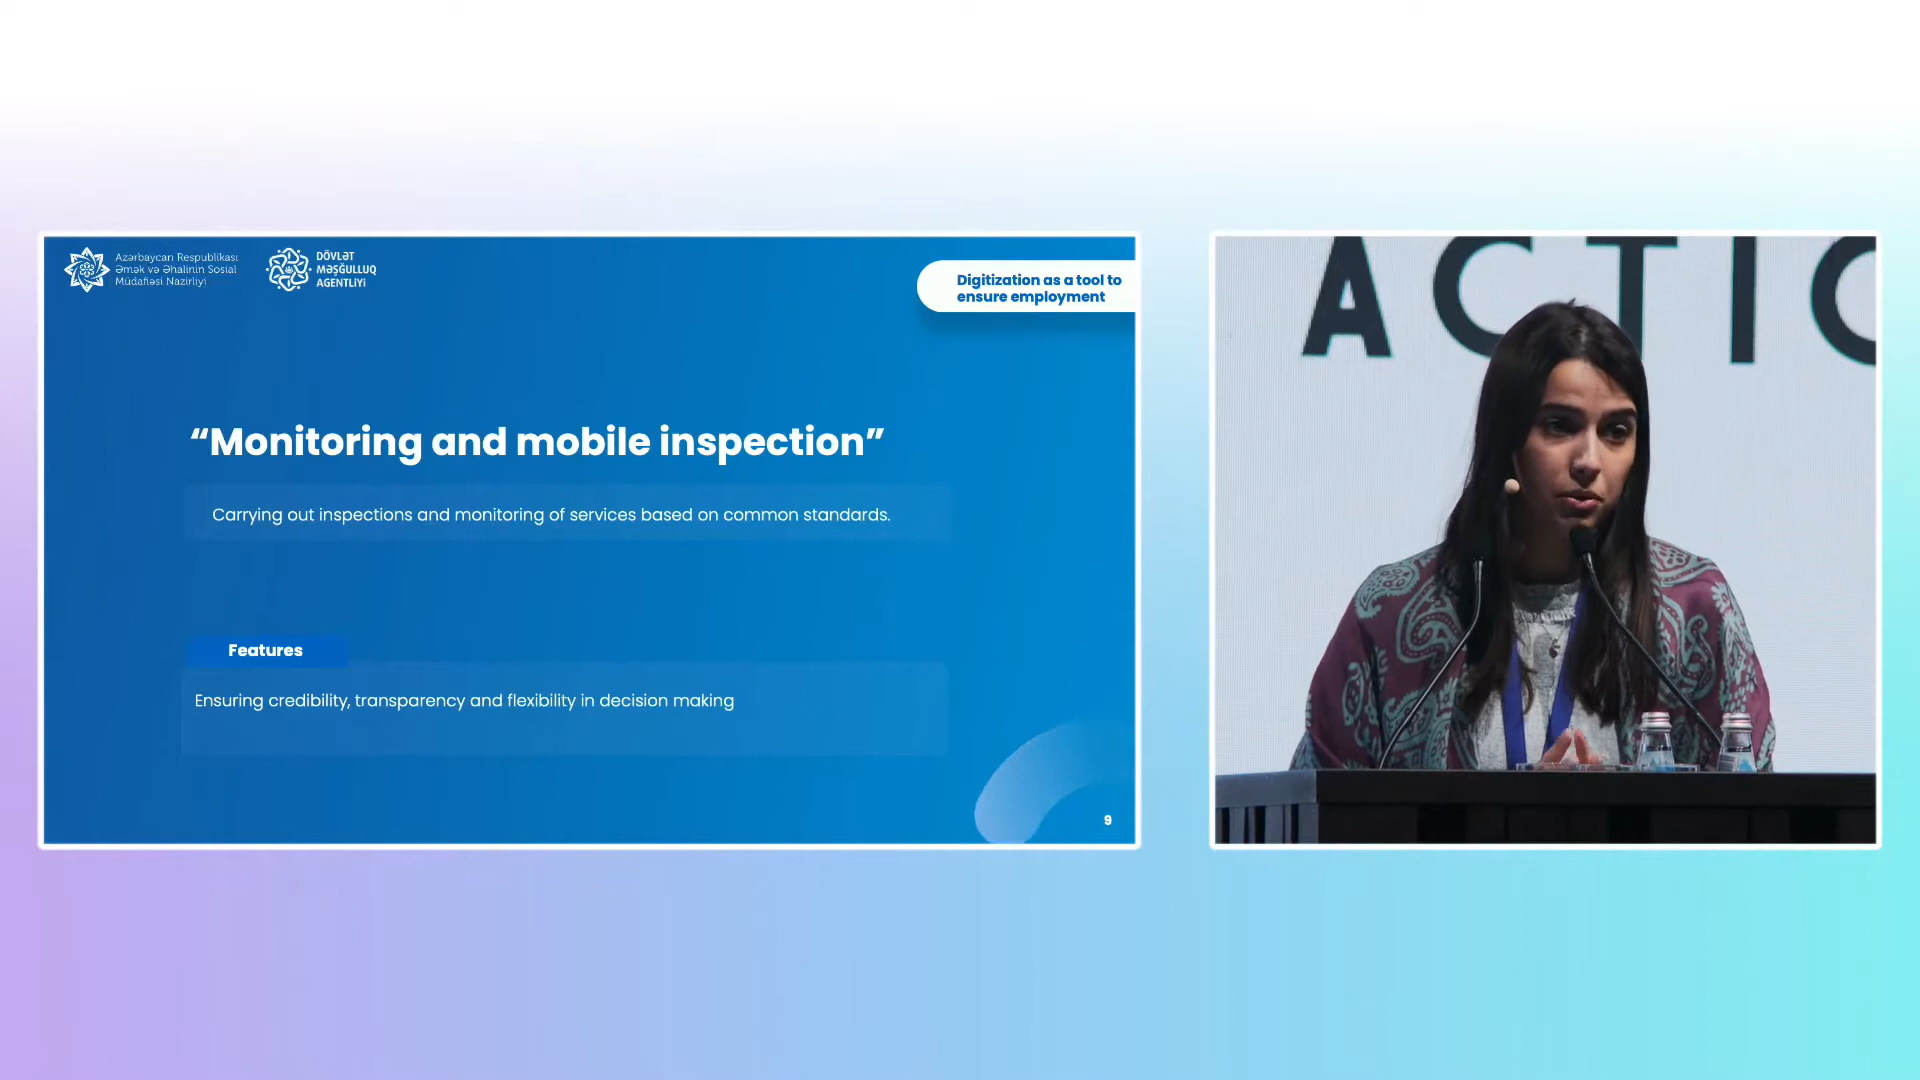 Azərbaycan Respublikası
Əmək və Əhalinin Sosial
Müdafiəsi Nazirliyi
DÖVLƏT
MƏŞĞULLUQ
AGENTLİYİ
Digitization as a tool to
ensure employment
“Monitoring and mobile inspection”
Carrying out inspections and monitoring of services based on common standards.
Features
Ensuring credibility, transparency and flexibility in decision making
9
ACTIO